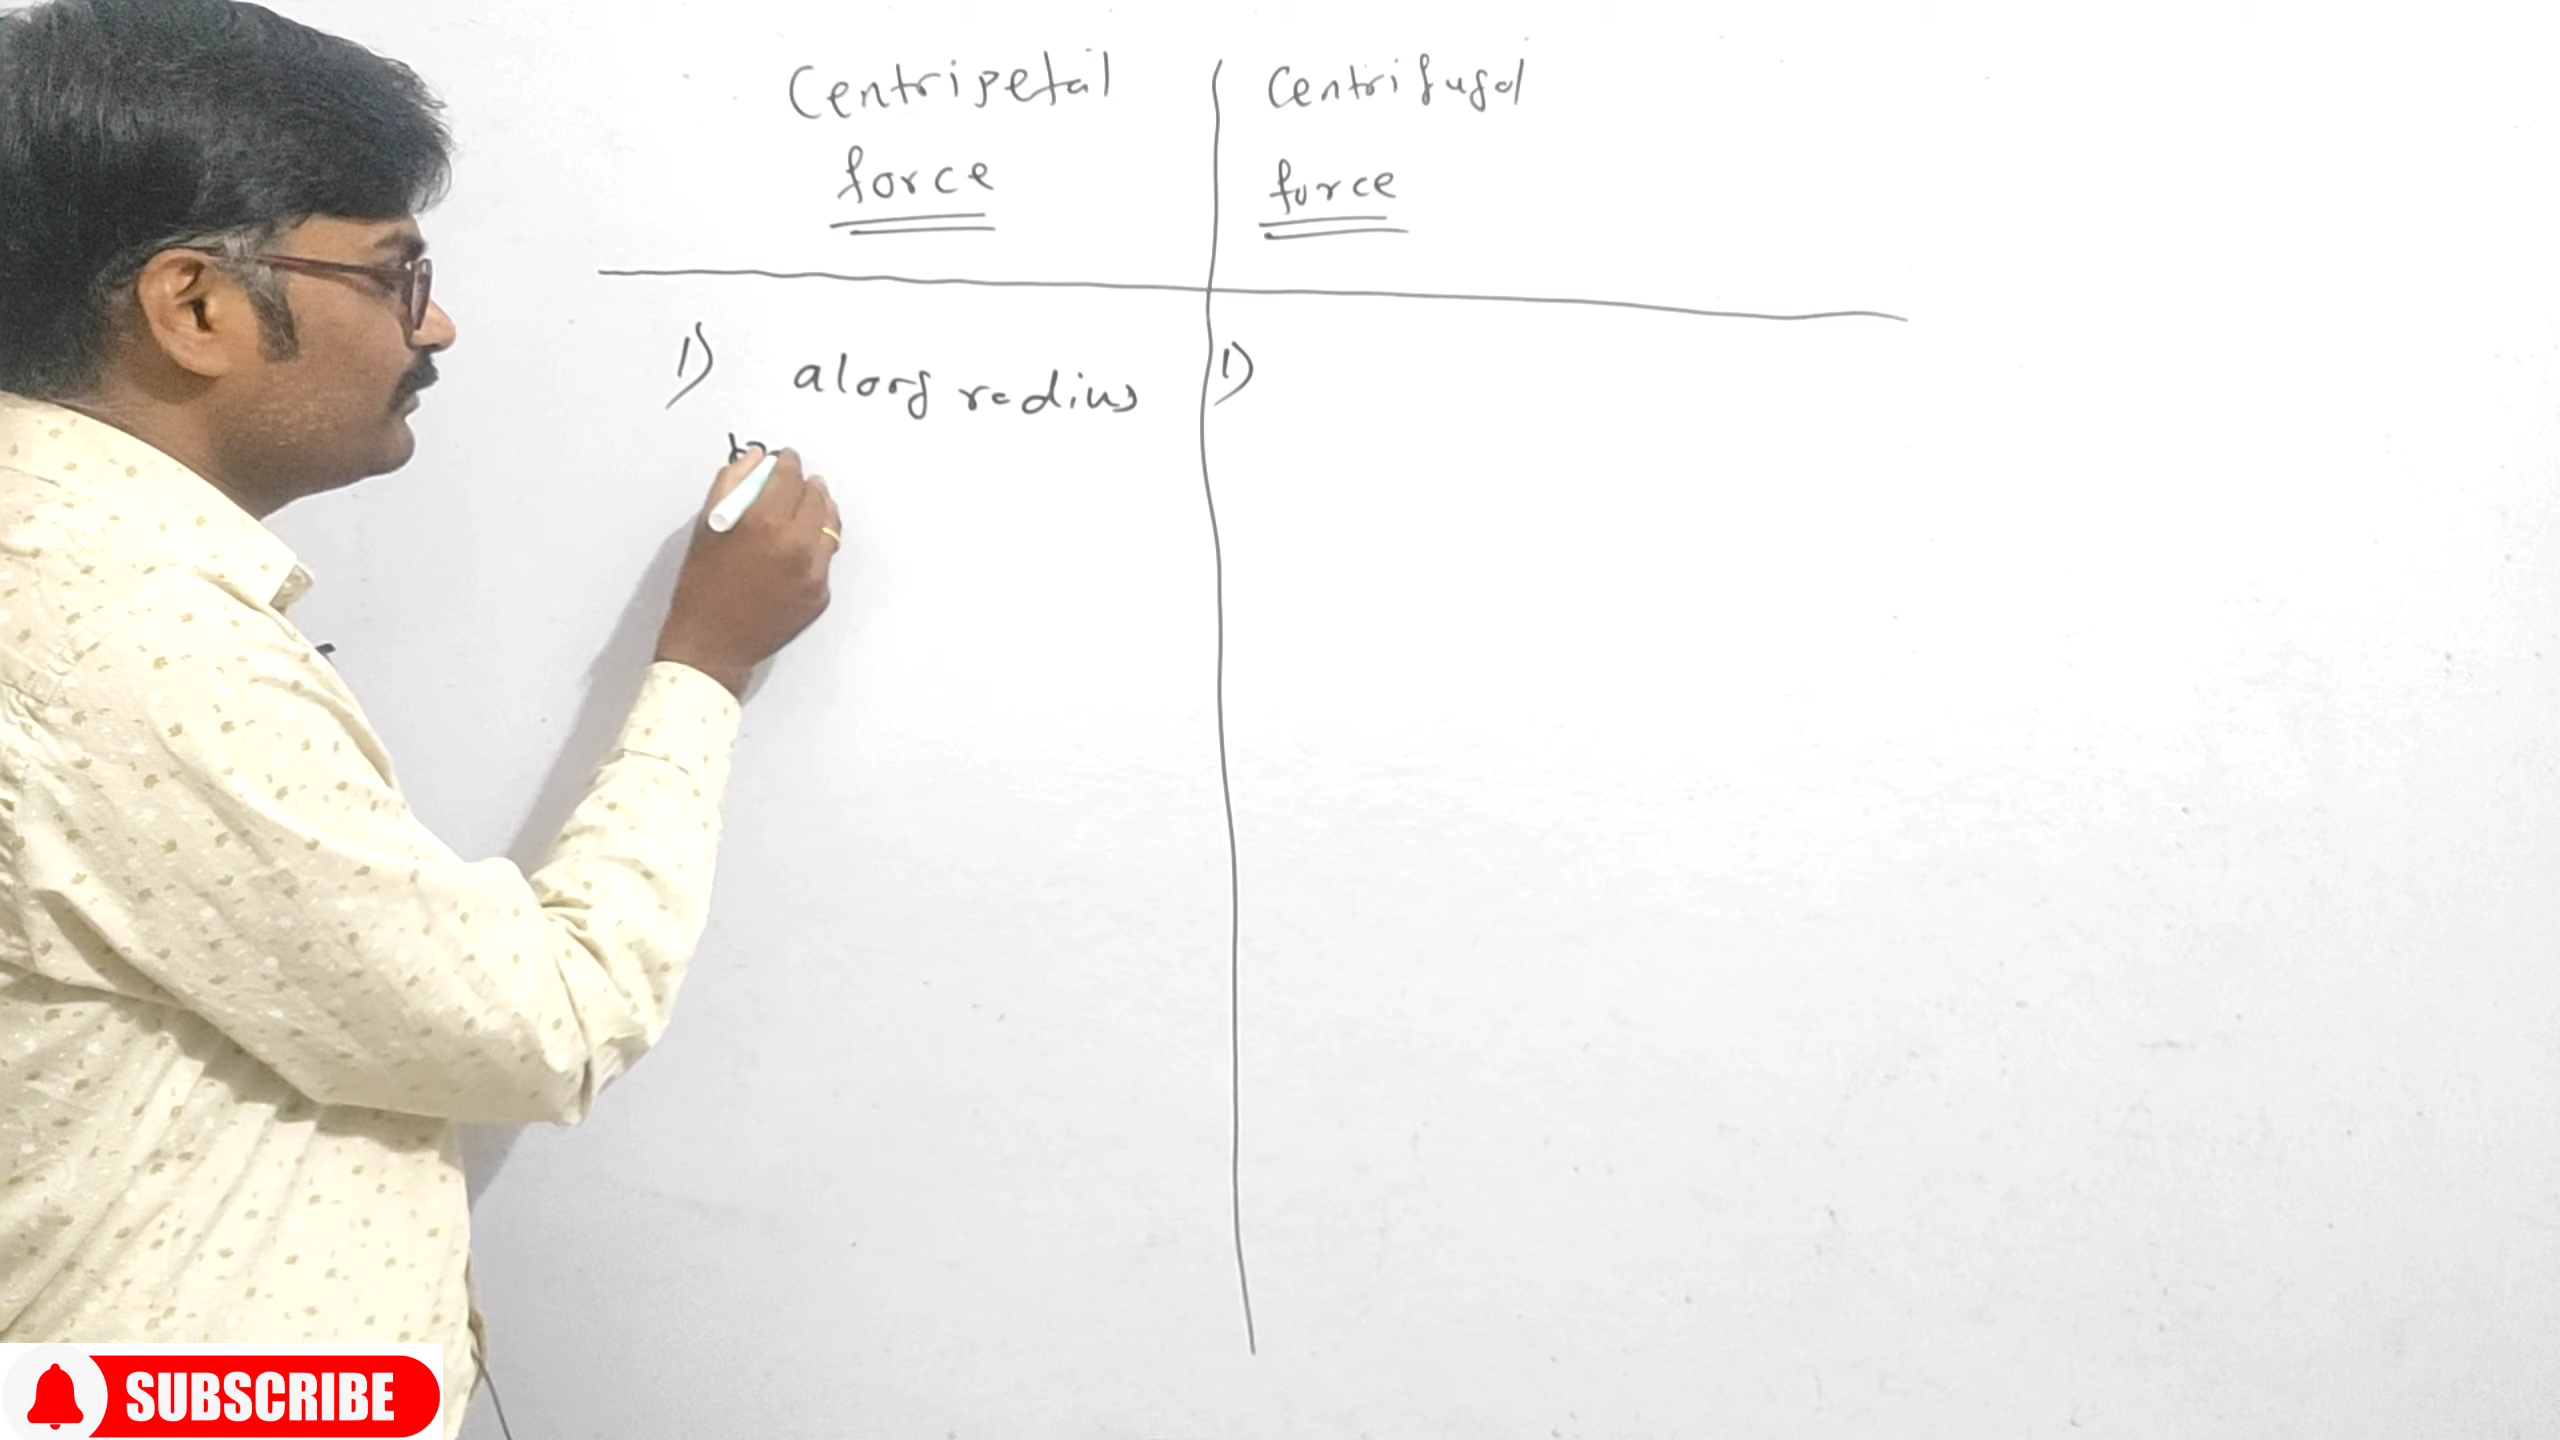 Centripetal
force
Centrifugal
force
1) along radius
1)
SUBSCRIBE